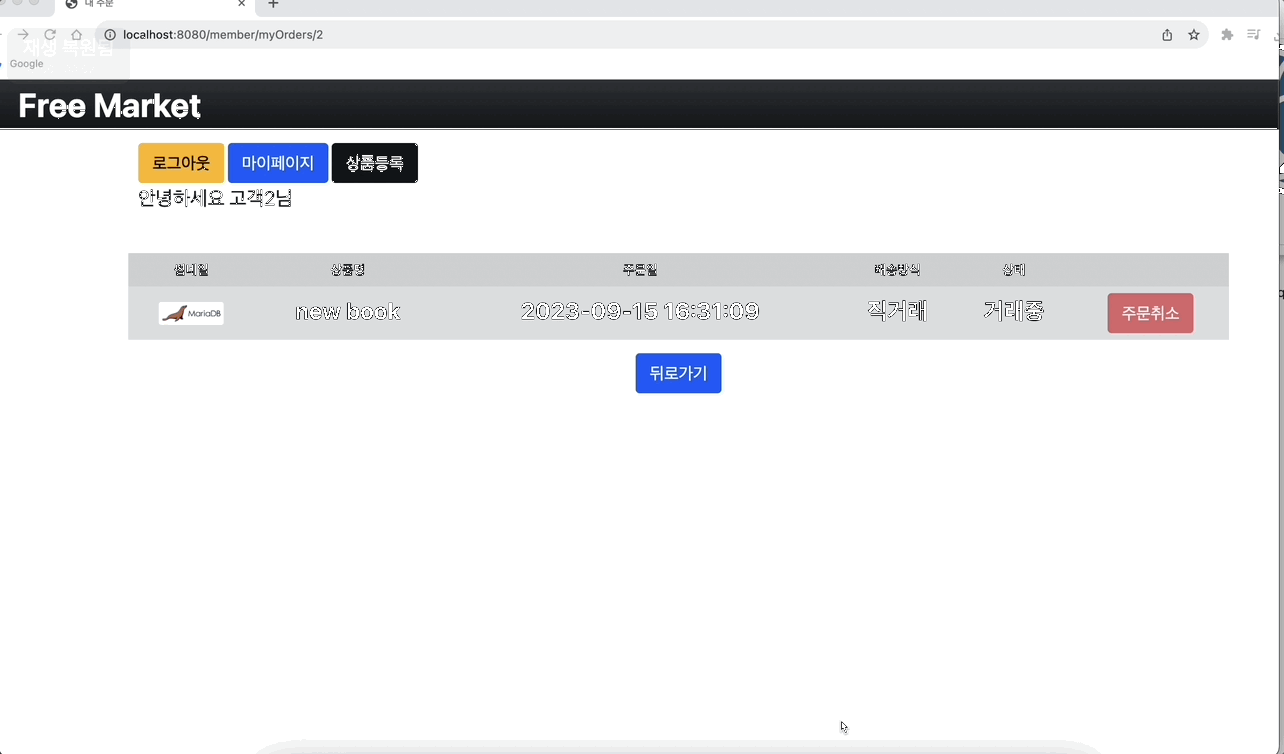 내 주문
localhost:8080/member/myOrders/2
재생 복원됨
Google
Free Market
로그아웃 마이페이지 상품등록
안녕하세요 고객2님
썸네일 상품명 주문일 배송방식 상태
MariaDB new book 2023-09-15 16:31:09 직거래 거래중 주문취소
뒤로가기